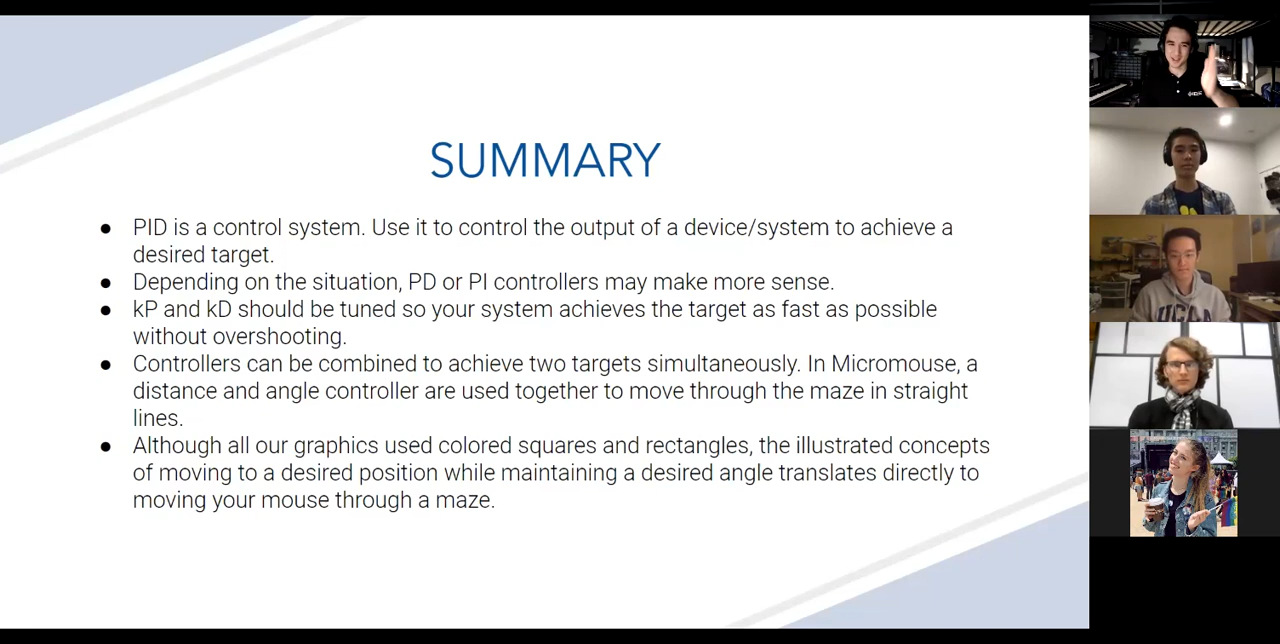 SUMMARY
● PID is a control system. Use it to control the output of a device/system to achieve a
desired target.
● Depending on the situation, PD or PI controllers may make more sense.
● kP and kD should be tuned so your system achieves the target as fast as possible
without overshooting.
● Controllers can be combined to achieve two targets simultaneously. In Micromouse, a
distance and angle controller are used together to move through the maze in straight
lines.
● Although all our graphics used colored squares and rectangles, the illustrated concepts
of moving to a desired position while maintaining a desired angle translates directly to
moving your mouse through a maze.